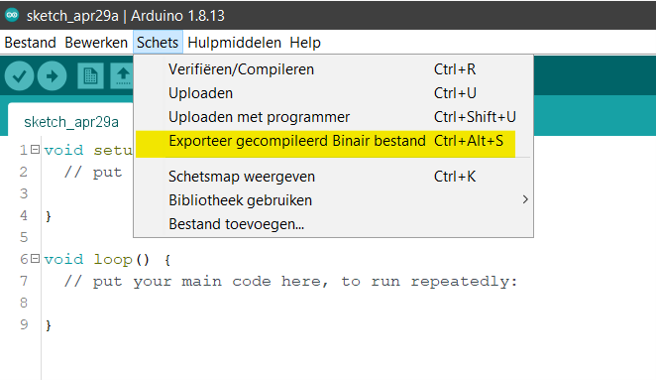 sketch_apr29a | Arduino 1.8.13
Bestand Bewerken Schets Hulpmiddelen Help
Verifiëren/Compileren Ctrl+R
Uploaden Ctrl+U
Uploaden met programmer Ctrl+Shift+U
Exporteer gecompileerd Binair bestand Ctrl+Alt+S
Schetsmap weergeven Ctrl+K
Bibliotheek gebruiken
Bestand toevoegen...
sketch_apr29a
1 void setu
2 // put
3
4 }
5
6 void loop() {
7 // put your main code here, to run repeatedly:
8
9 }